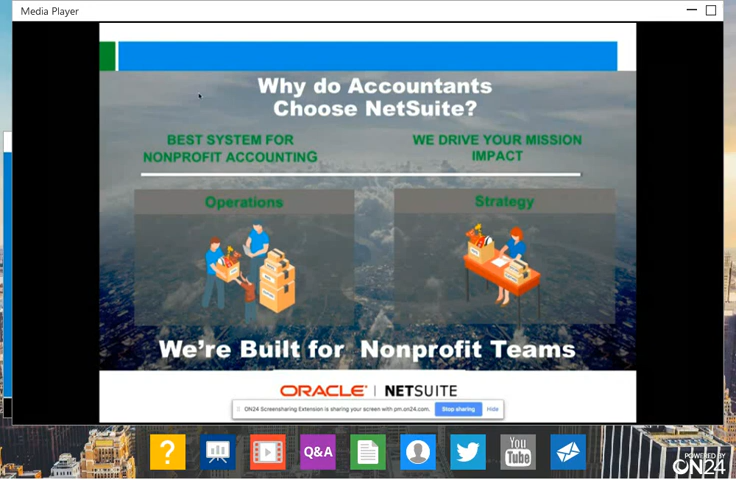 Media Player
Why do Accountants
Choose NetSuite?
BEST SYSTEM FOR
NONPROFIT ACCOUNTING
WE DRIVE YOUR MISSION
IMPACT
Operations
Strategy
We're Built for Nonprofit Teams
ORACLE | NETSUITE
ON24 Screensharing Extension is sharing your screen with pm.on24.com.
Stop sharing
Hide
?
Q&A
You
Tube
POWERED BY
ON24